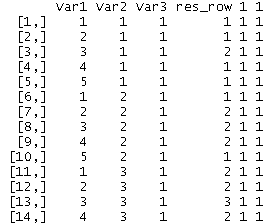 Var1 Var2 Var3 res_row 1 1
[1,] 1 1 1 1 1 1
[2,] 2 1 1 1 1 1
[3,] 3 1 1 2 1 1
[4,] 4 1 1 1 1 1
[5,] 5 1 1 1 1 1
[6,] 1 2 1 1 1 1
[7,] 2 2 1 2 1 1
[8,] 3 2 1 2 1 1
[9,] 4 2 1 2 1 1
[10,] 5 2 1 1 1 1
[11,] 1 3 1 2 1 1
[12,] 2 3 1 2 1 1
[13,] 3 3 1 3 1 1
[14,] 4 3 1 2 1 1